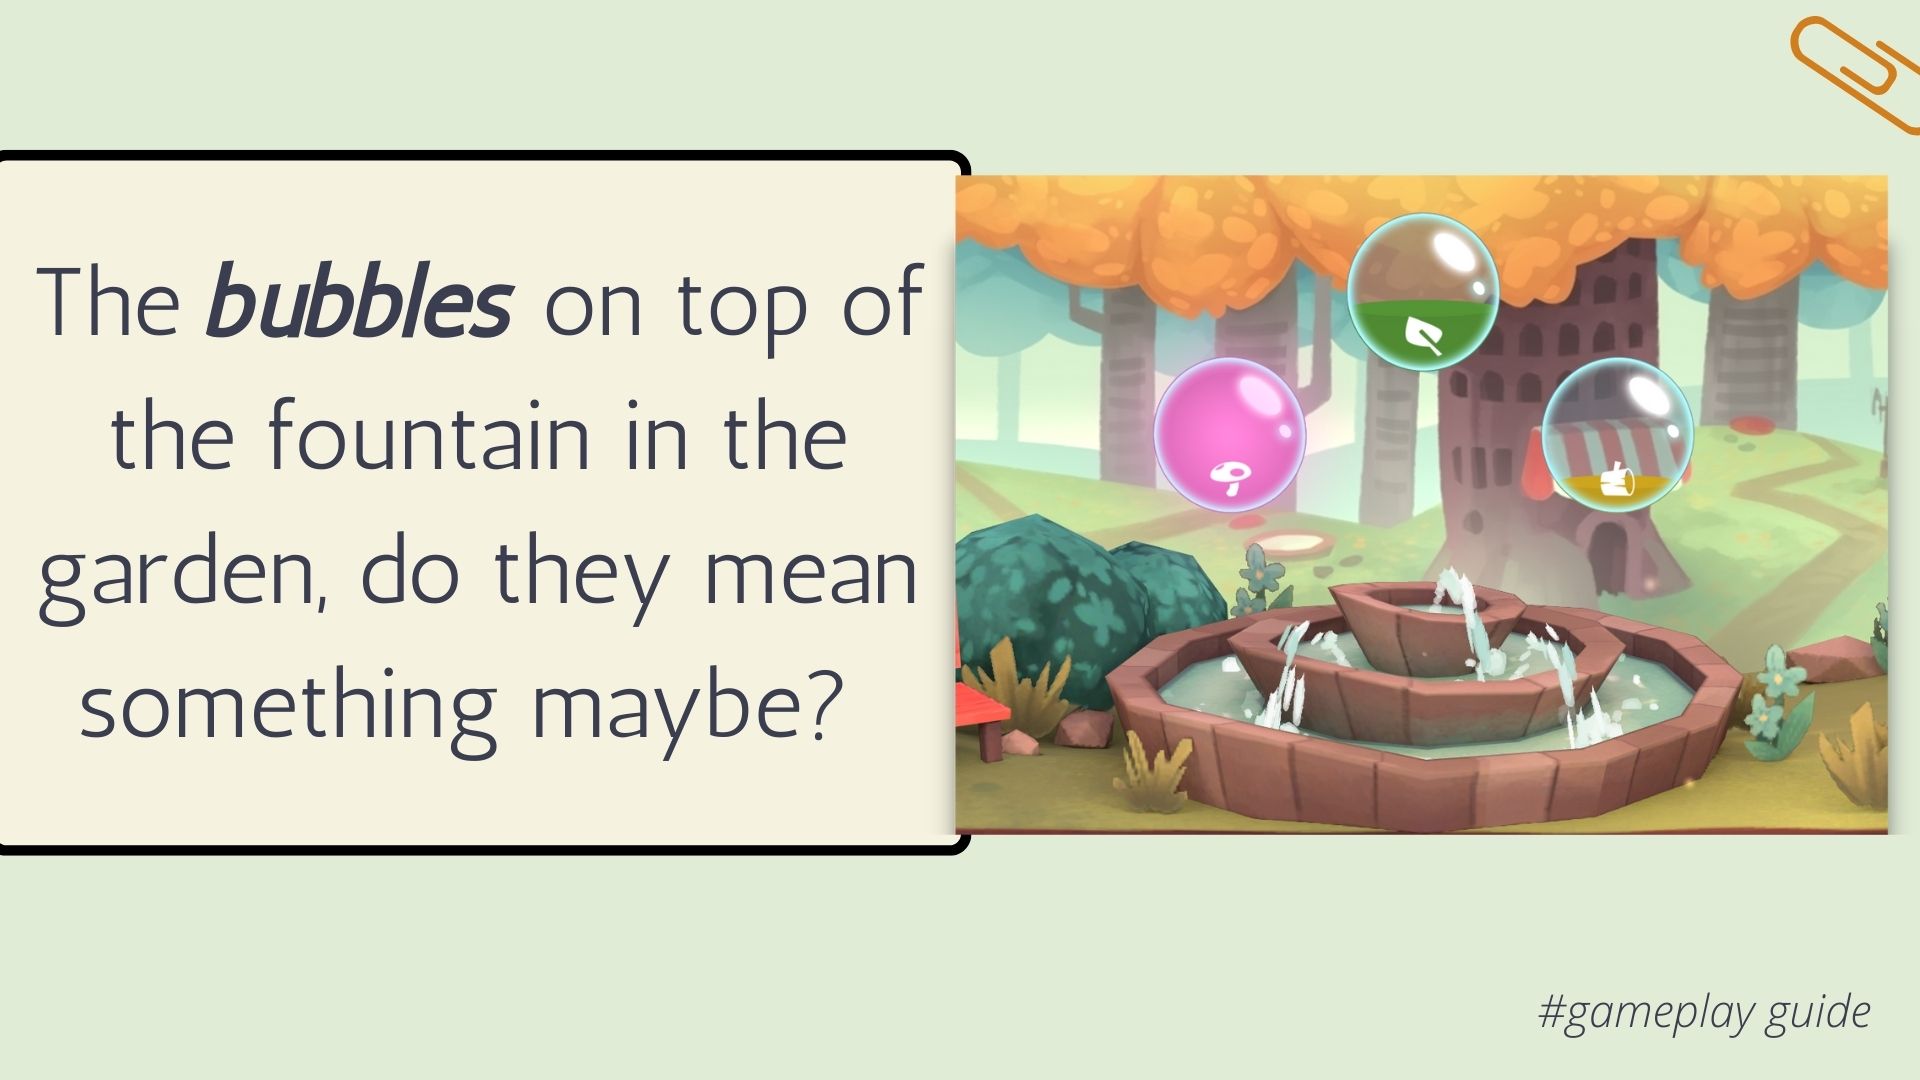 The bubbles on top of
the fountain in the
garden, do they mean
something maybe?
#gameplay guide